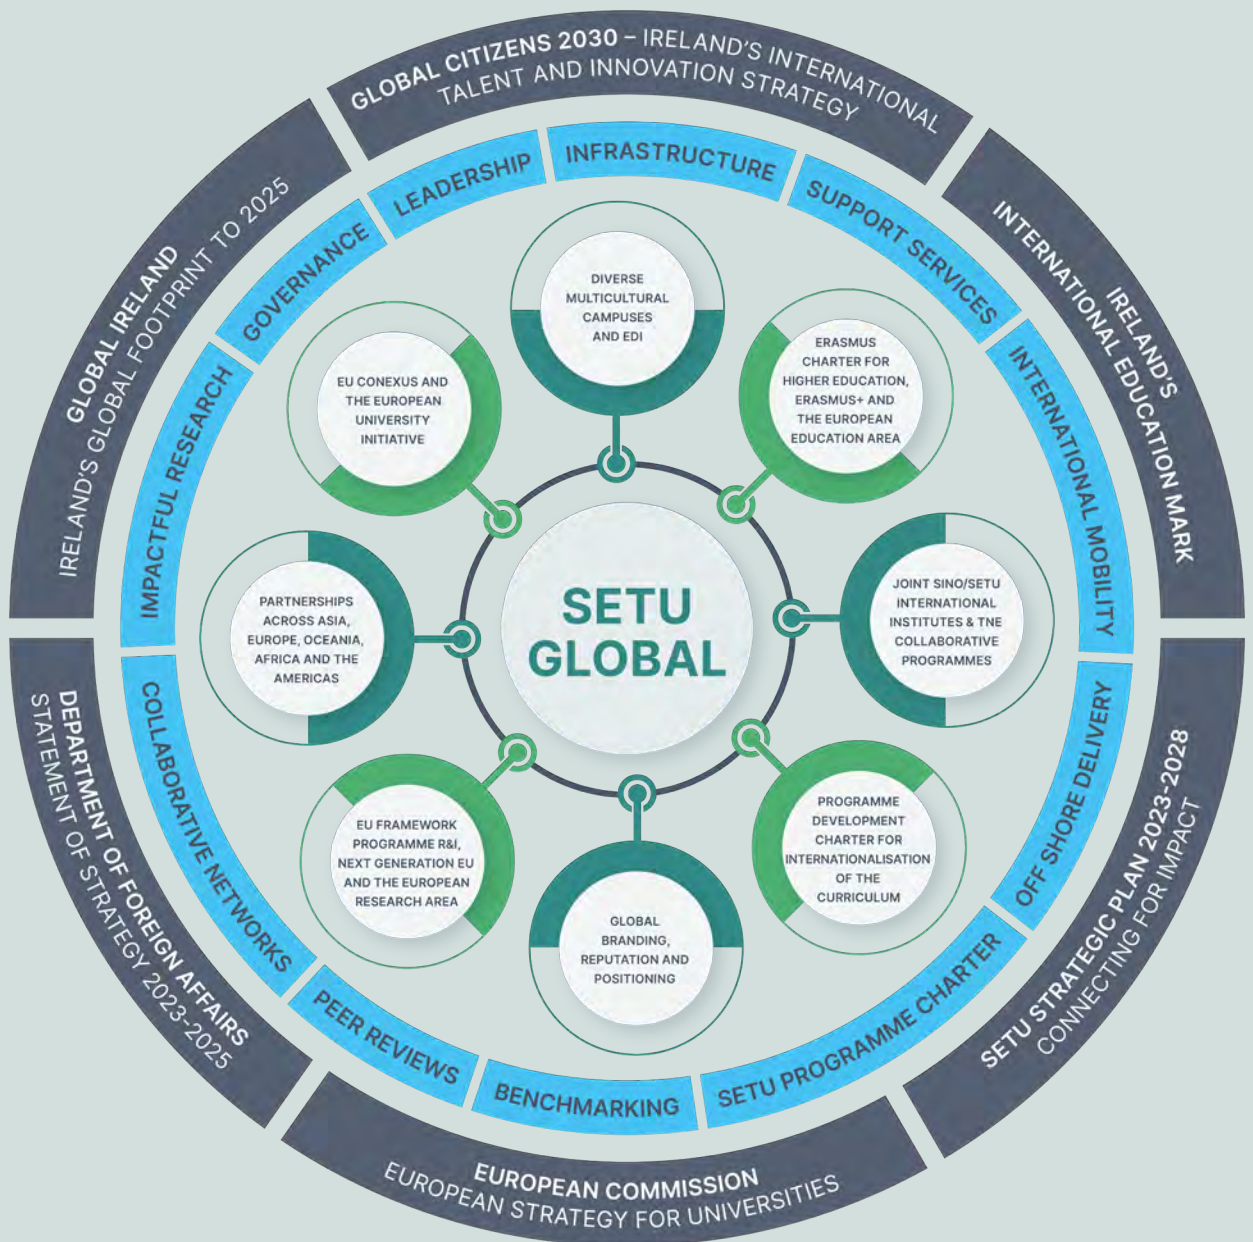 GLOBAL CITIZENS 2030 – IRELAND'S INTERNATIONAL
TALENT AND INNOVATION STRATEGY
IRELAND'S
INTERNATIONAL EDUCATION MARK
SETU STRATEGIC PLAN 2023-2028
CONNECTING FOR IMPACT
EUROPEAN COMMISSION
EUROPEAN STRATEGY FOR UNIVERSITIES
DEPARTMENT OF FOREIGN AFFAIRS
STATEMENT OF STRATEGY 2023-2025
GLOBAL IRELAND
IRELAND'S GLOBAL FOOTPRINT TO 2025
INFRASTRUCTURE
SUPPORT SERVICES
INTERNATIONAL MOBILITY
OFF SHORE DELIVERY
SETU PROGRAMME CHARTER
BENCHMARKING
PEER REVIEWS
COLLABORATIVE NETWORKS
IMPACTFUL RESEARCH
GOVERNANCE
LEADERSHIP
DIVERSE
MULTICULTURAL
CAMPUSES
AND EDI
ERASMUS
CHARTER FOR
HIGHER EDUCATION,
ERASMUS+ AND
THE EUROPEAN
EDUCATION AREA
JOINT SINO/SETU
INTERNATIONAL
INSTITUTES & TNE
COLLABORATIVE
PROGRAMMES
PROGRAMME
DEVELOPMENT
CHARTER FOR
INTERNATIONALISATION
OF THE
CURRICULUM
GLOBAL
BRANDING,
REPUTATION AND
POSITIONING
EU FRAMEWORK
PROGRAMME R&I,
NEXT GENERATION EU
AND THE EUROPEAN
RESEARCH AREA
PARTNERSHIPS
ACROSS ASIA,
EUROPE, OCEANIA,
AFRICA AND THE
AMERICAS
EU CONEXUS AND
THE EUROPEAN
UNIVERSITY
INITIATIVE
SETU
GLOBAL